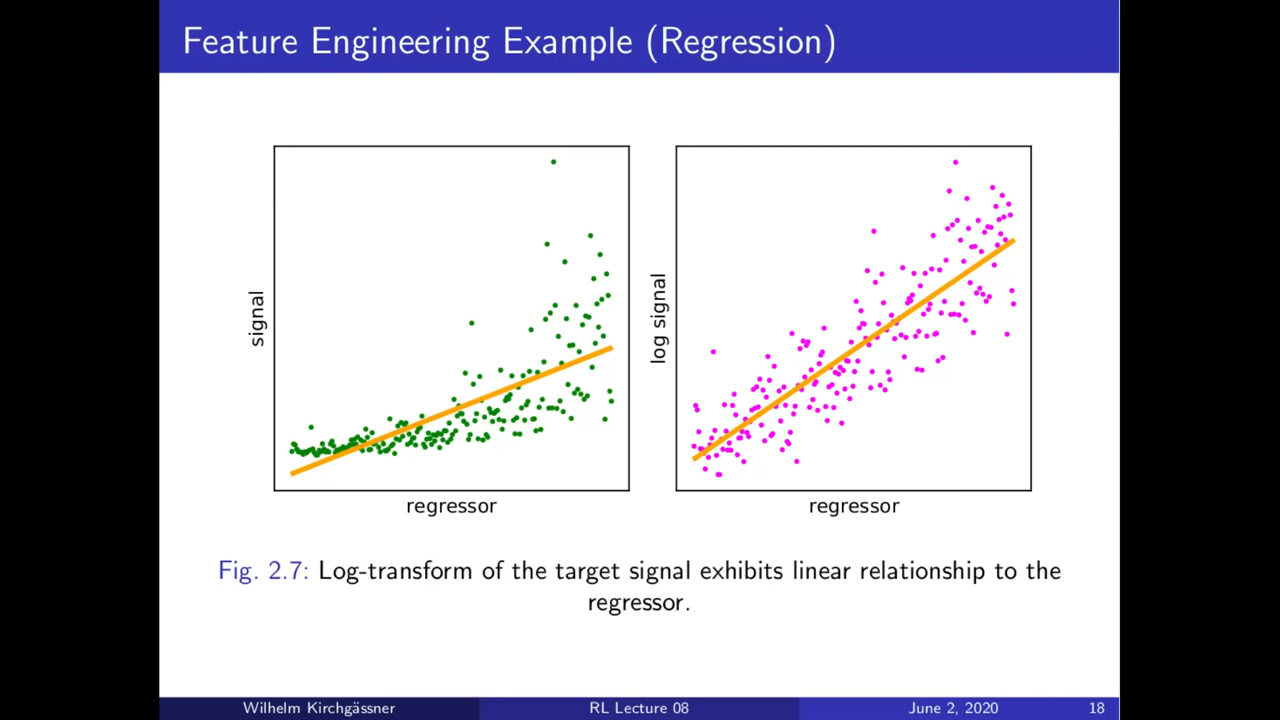 Feature Engineering Example (Regression)
signal
regressor
log signal
regressor
Fig. 2.7: Log-transform of the target signal exhibits linear relationship to the
regressor.
Wilhelm Kirchgässner RL Lecture 08 June 2, 2020 18